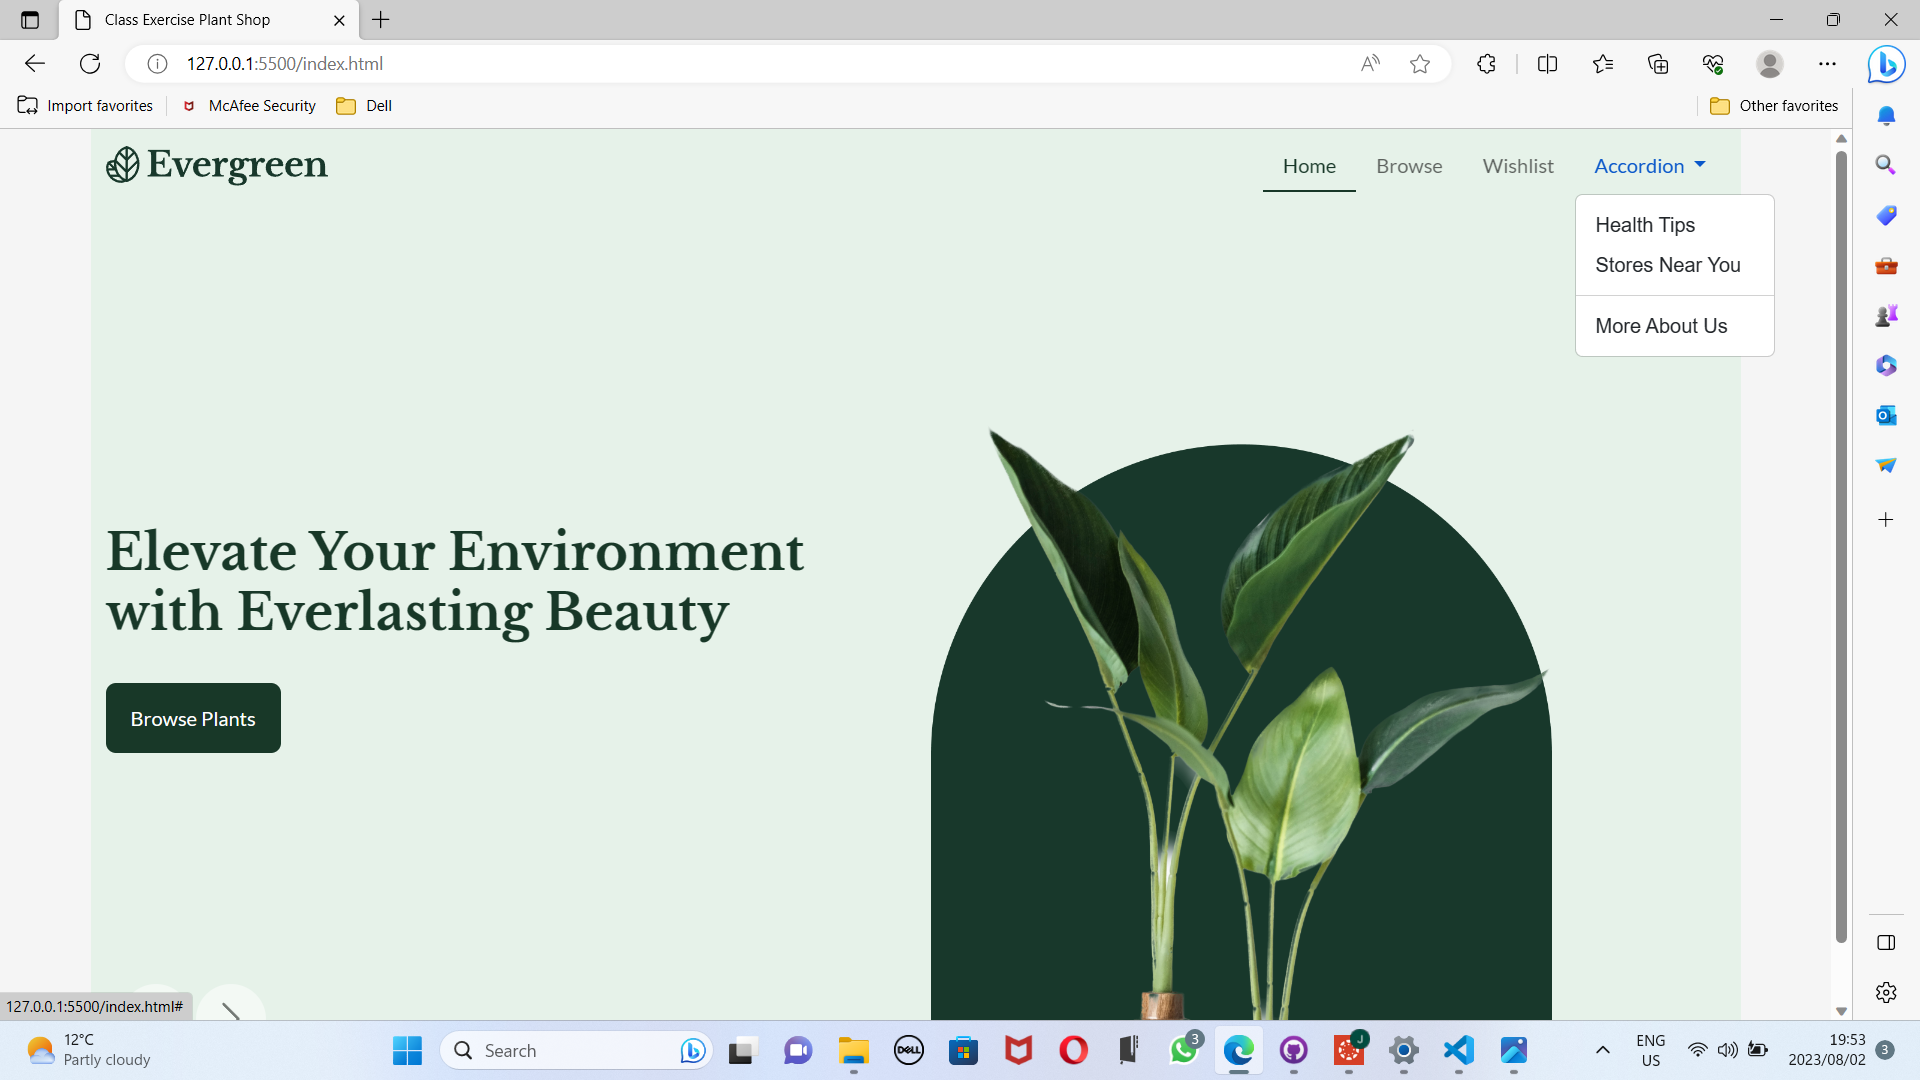 Class Exercise Plant Shop
127.0.0.1:5500/index.html
Import favorites
McAfee Security
Dell
Other favorites
Evergreen
Home
Browse
Wishlist
Accordion
Health Tips
Stores Near You
More About Us
Elevate Your Environment
with Everlasting Beauty
Browse Plants
127.0.0.1:5500/index.html#
12°C
Partly cloudy
Search
DELL
3
J
ENG
US
19:53
2023/08/02
3